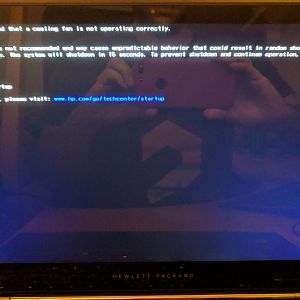 d that a cooling fan is not operating correctly.
s not recommended and may cause unpredictable behavior that could result in random shu
. The system will shutdown in 15 seconds. To prevent shutdown and continue operation,
rtup
, please visit: www.hp.com/go/techcenter/startup
HEWLETT-PACKARD